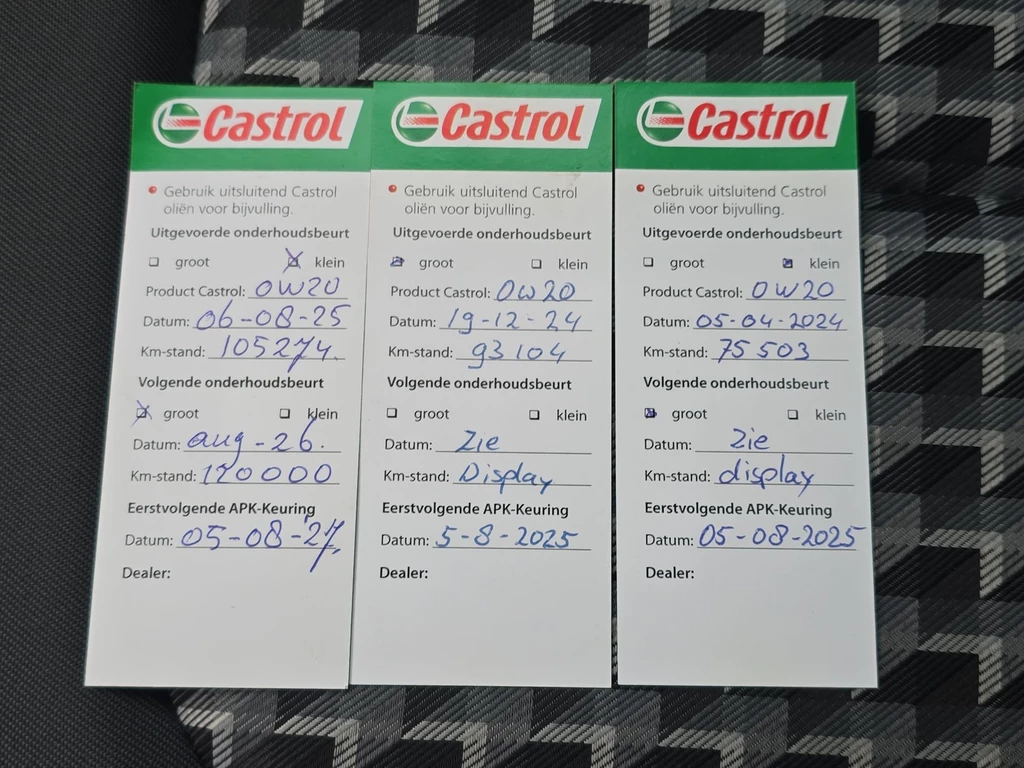 Castrol
Gebruik uitsluitend Castrol
oliën voor bijvulling.
Uitgevoerde onderhoudsbeurt
groot klein
Product Castrol: 0W20
Datum: 06-08-25
Km-stand: 105274.
Volgende onderhoudsbeurt
groot klein
Datum: aug-26.
Km-stand: 120000
Eerstvolgende APK-Keuring
Datum: 05-08-'27,
Dealer:
Castrol
Gebruik uitsluitend Castrol
oliën voor bijvulling.
Uitgevoerde onderhoudsbeurt
groot klein
Product Castrol: 0W20
Datum: 19-12-24
Km-stand: 93104
Volgende onderhoudsbeurt
groot klein
Datum: Zie
Km-stand: Display
Eerstvolgende APK-Keuring
Datum: 5-8-2025
Dealer:
Castrol
Gebruik uitsluitend Castrol
oliën voor bijvulling.
Uitgevoerde onderhoudsbeurt
groot klein
Product Castrol: 0W20
Datum: 05-04-2024
Km-stand: 75503
Volgende onderhoudsbeurt
groot klein
Datum: Zie
Km-stand: display
Eerstvolgende APK-Keuring
Datum: 05-08-2025
Dealer: